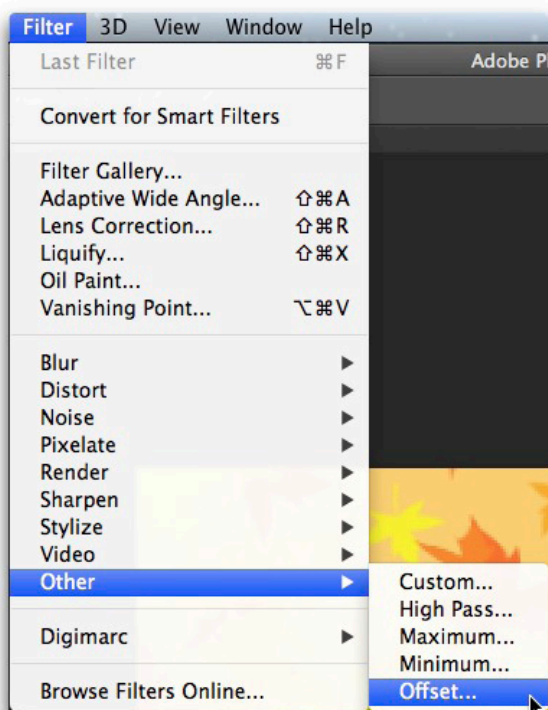 Filter 3D View Window Help
Last Filter ⌘F
Adobe P
Convert for Smart Filters
Filter Gallery...
Adaptive Wide Angle... ⇧⌘A
Lens Correction... ⇧⌘R
Liquify... ⇧⌘X
Oil Paint...
Vanishing Point... ⌥⌘V
Blur
Distort
Noise
Pixelate
Render
Sharpen
Stylize
Video
Other
Custom...
High Pass...
Digimarc
Maximum...
Minimum...
Browse Filters Online...
Offset...